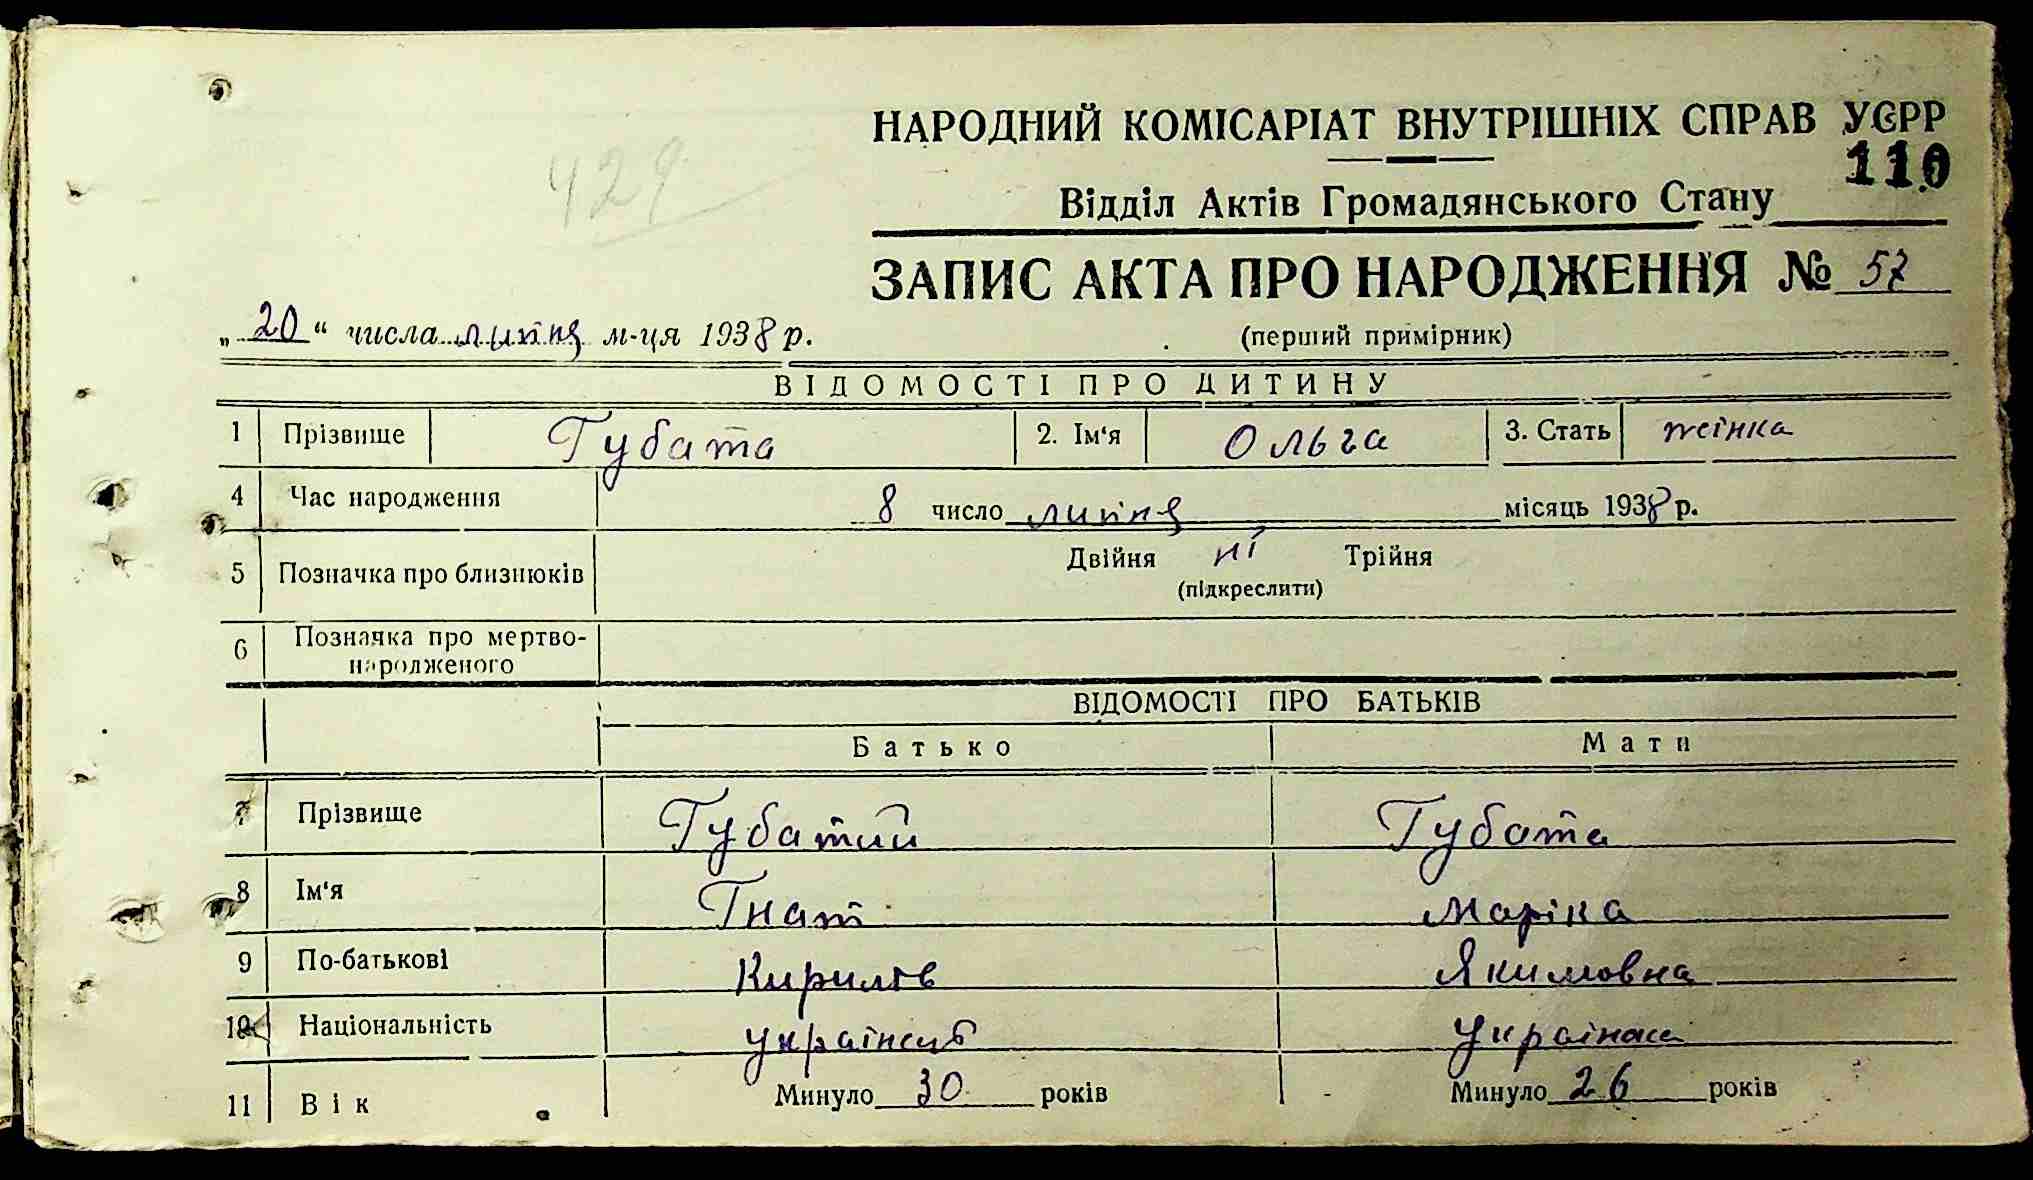 429
НАРОДНИЙ КОМІСАРІАТ ВНУТРІШНІХ СПРАВ УСРР
110
Відділ Актів Громадянського Стану
ЗАПИС АКТА ПРО НАРОДЖЕННЯ № 57
„20“ числа липня м-ця 1938 р.
(перший примірник)
ВІДОМОСТІ ПРО ДИТИНУ
1 Прізвище Губата 2. Ім'я Ольга 3. Стать жінка
4 Час народження 8 число липня місяць 1938 р.
5 Позначка про близнюків Двійня ні Трійня
(підкреслити)
6 Позначка про мертво-
народженого
ВІДОМОСТІ ПРО БАТЬКІВ
Батько Мати
7 Прізвище Губатий Губата
8 Ім'я Гнат Маріка
9 По-батькові Кирилів Якимовна
10 Національність українець українка
11 Вік Минуло 30 років Минуло 26 років